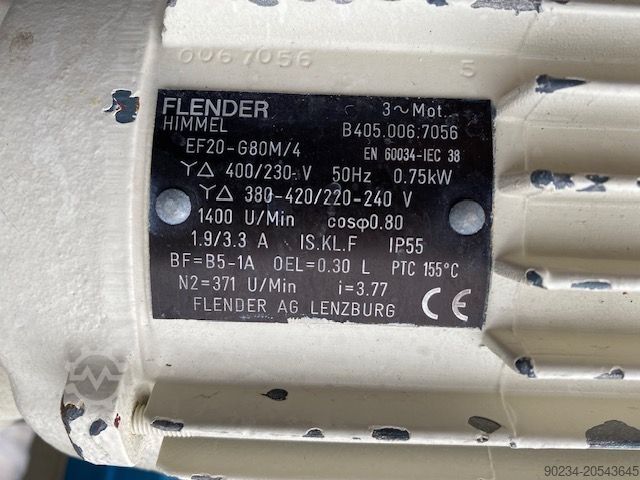 0067056 5
FLENDER 3~Mot.
HIMMEL B405.006.7056
EF20-G80M/4 EN 60034-IEC 38
Y△ 400/230-V 50Hz 0.75kW
Y△ 380-420/220-240 V
1400 U/Min cosφ0.80
1.9/3.3 A IS.KL.F IP55
BF=B5-1A OEL=0.30 L PTC 155°C
N2=371 U/Min i=3.77
FLENDER AG LENZBURG CE
90234-20543645